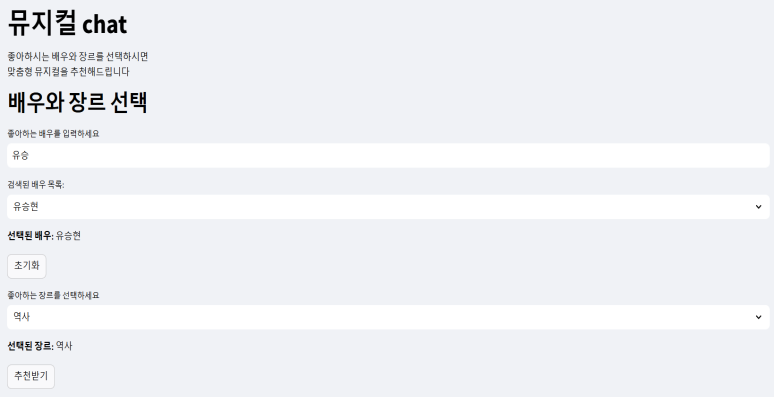 뮤지컬 chat
좋아하시는 배우와 장르를 선택하시면
맞춤형 뮤지컬을 추천해드립니다
배우와 장르 선택
좋아하는 배우를 입력하세요
유승
검색된 배우 목록:
유승현
선택된 배우: 유승현
초기화
좋아하는 장르를 선택하세요
역사
선택된 장르: 역사
추천받기